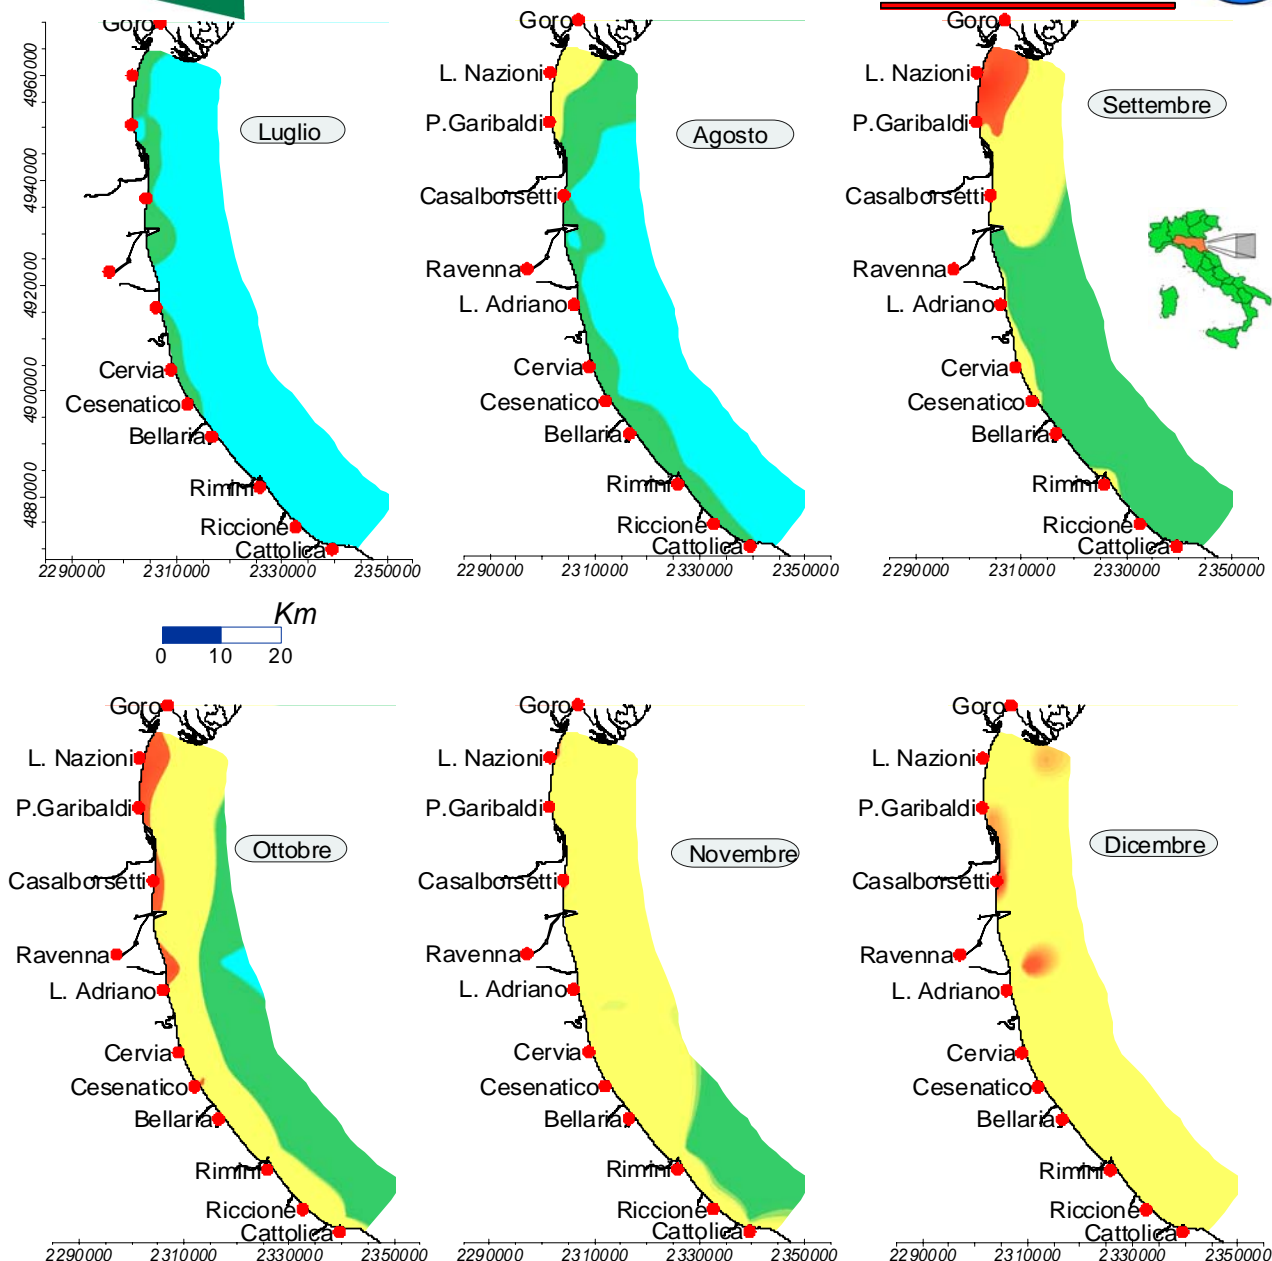 Goro
4960000
4940000
4920000
4900000
4880000
Luglio
Cervia
Cesenatico
Bellaria
Rimini
Riccione
Cattolica
2290000 2310000 2330000 2350000
Goro
L. Nazioni
P.Garibaldi
Agosto
Casalborsetti
Ravenna
L. Adriano
Cervia
Cesenatico
Bellaria
Rimini
Riccione
Cattolica
2290000 2310000 2330000 2350000
Goro
L. Nazioni
Settembre
P.Garibaldi
Casalborsetti
Ravenna
L. Adriano
Cervia
Cesenatico
Bellaria
Rimini
Riccione
Cattolica
2290000 2310000 2330000 2350000
Km
0 10 20
Goro
L. Nazioni
P.Garibaldi
Ottobre
Casalborsetti
Ravenna
L. Adriano
Cervia
Cesenatico
Bellaria
Rimini
Riccione
Cattolica
2290000 2310000 2330000 2350000
Goro
L. Nazioni
P.Garibaldi
Novembre
Casalborsetti
Ravenna
L. Adriano
Cervia
Cesenatico
Bellaria
Rimini
Riccione
Cattolica
2290000 2310000 2330000 2350000
Goro
L. Nazioni
P.Garibaldi
Dicembre
Casalborsetti
Ravenna
L. Adriano
Cervia
Cesenatico
Bellaria
Rimini
Riccione
Cattolica
2290000 2310000 2330000 2350000